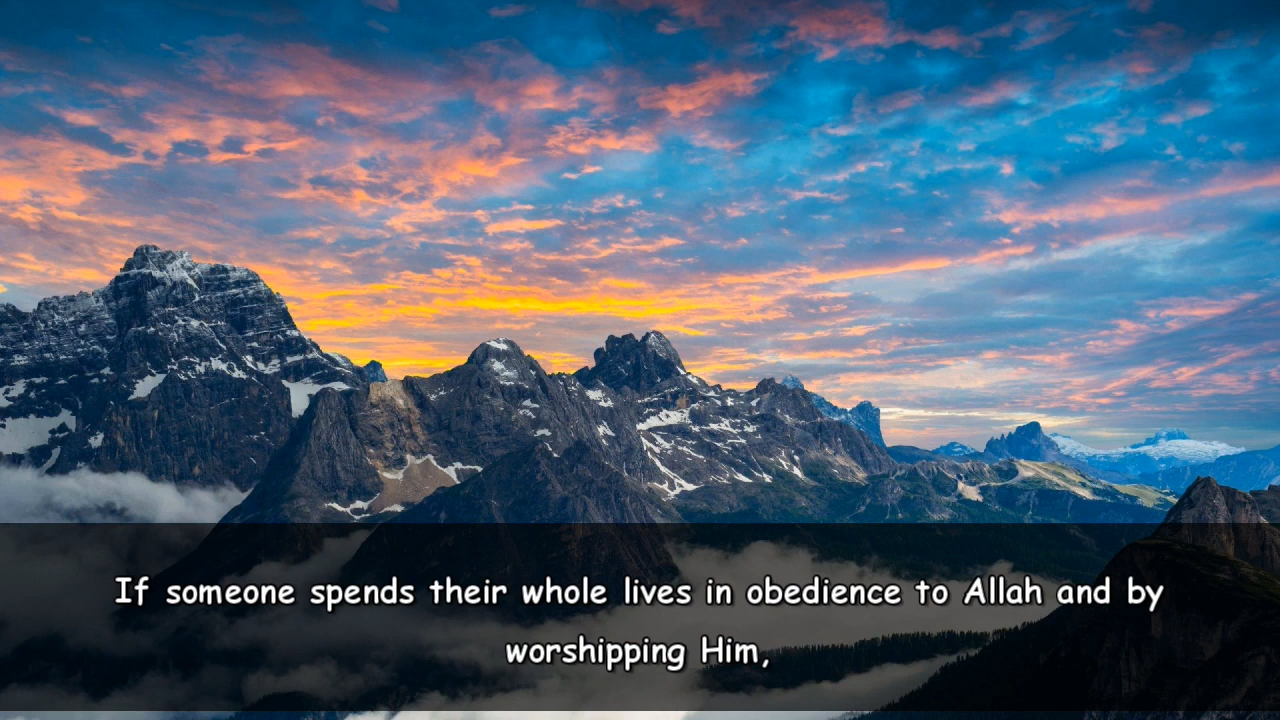 If someone spends their whole lives in obedience to Allah and by
worshipping Him,